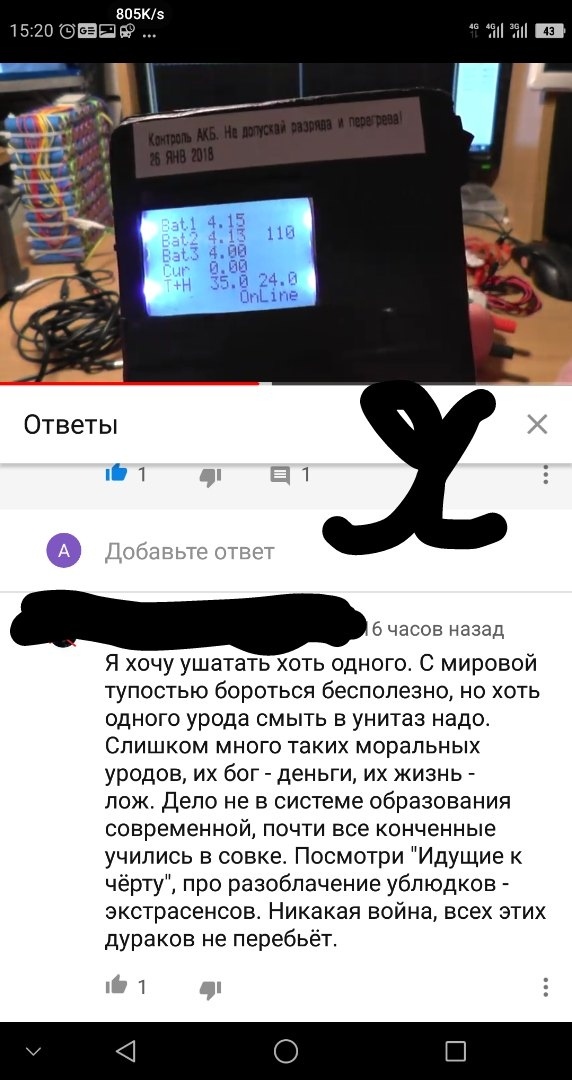 805K/s
15:20 ... 4G 4G 3G 43
Контроль АКБ. Не допускай разряда и перегрева!
26 ЯНВ 2018
Bat1 4.15
Bat2 4.13 110
Bat3 4.00
Cur 0.00
T+H 35.0 24.0
OnLine
Ответы
1 1
А Добавьте ответ
16 часов назад
Я хочу ушатать хоть одного. С мировой
тупостью бороться бесполезно, но хоть
одного урода смыть в унитаз надо.
Слишком много таких моральных
уродов, их бог - деньги, их жизнь -
лож. Дело не в системе образования
современной, почти все конченные
учились в совке. Посмотри "Идущие к
чёрту", про разоблачение ублюдков -
экстрасенсов. Никакая война, всех этих
дураков не перебьёт.
1